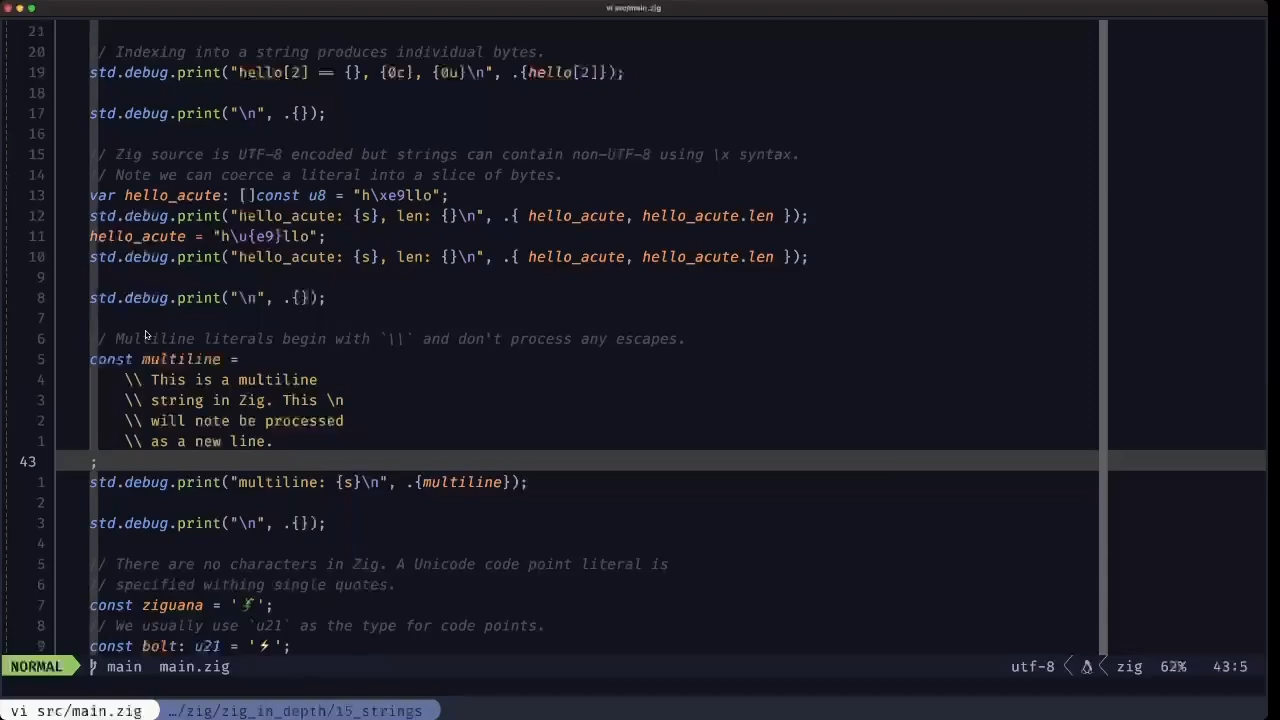 vi src/main.zig
21
20 // Indexing into a string produces individual bytes.
19 std.debug.print("hello[2] == {}, {0c}, {0u}\n", .{hello[2]});
18
17 std.debug.print("\n", .{});
16
15 // Zig source is UTF-8 encoded but strings can contain non-UTF-8 using \x syntax.
14 // Note we can coerce a literal into a slice of bytes.
13 var hello_acute: []const u8 = "h\xe9llo";
12 std.debug.print("hello_acute: {s}, len: {}\n", .{ hello_acute, hello_acute.len });
11 hello_acute = "h\u{e9}llo";
10 std.debug.print("hello_acute: {s}, len: {}\n", .{ hello_acute, hello_acute.len });
9
8 std.debug.print("\n", .{});
7
6 // Multiline literals begin with `\\` and don't process any escapes.
5 const multiline =
4 \\ This is a multiline
3 \\ string in Zig. This \n
2 \\ will note be processed
1 \\ as a new line.
43 ;
1 std.debug.print("multiline: {s}\n", .{multiline});
2
3 std.debug.print("\n", .{});
4
5 // There are no characters in Zig. A Unicode code point literal is
6 // specified withing single quotes.
7 const ziguana = '🦎';
8 // We usually use `u21` as the type for code points.
9 const bolt: u21 = '⚡';
NORMAL main main.zig utf-8 zig 62% 43:5
vi src/main.zig …/zig/zig_in_depth/15_strings